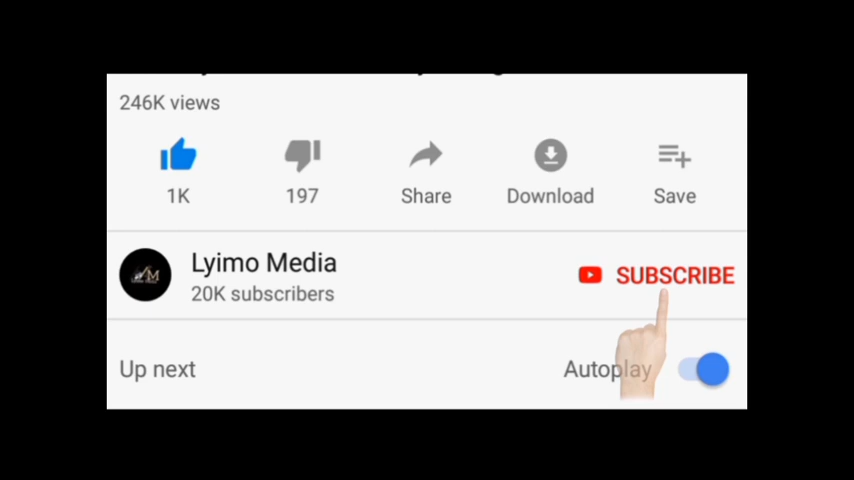 246K views
1K
197
Share
Download
Save
Lyimo Media
20K subscribers
SUBSCRIBE
Up next
Autoplay